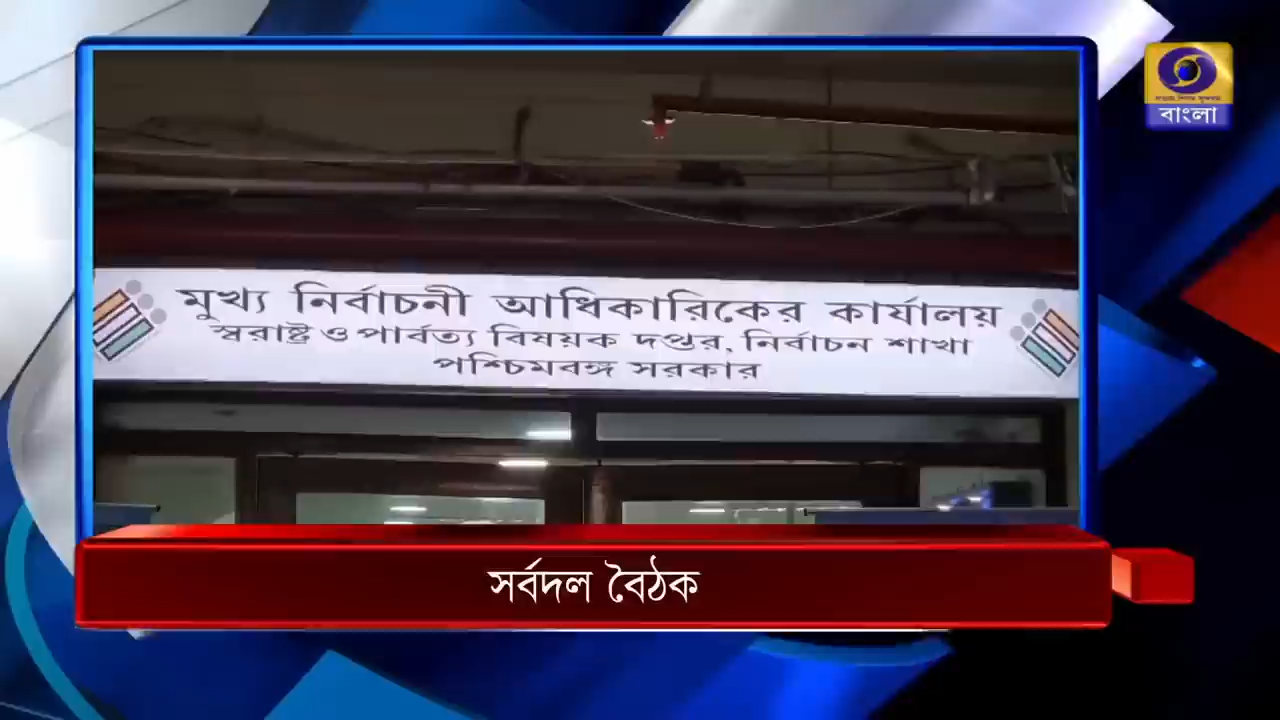 বাংলা
মুখ্য নির্বাচনী আধিকারিকের কার্যালয়
স্বরাষ্ট্র ও পার্বত্য বিষয়ক দপ্তর, নির্বাচন শাখা
পশ্চিমবঙ্গ সরকার
সর্বদল বৈঠক